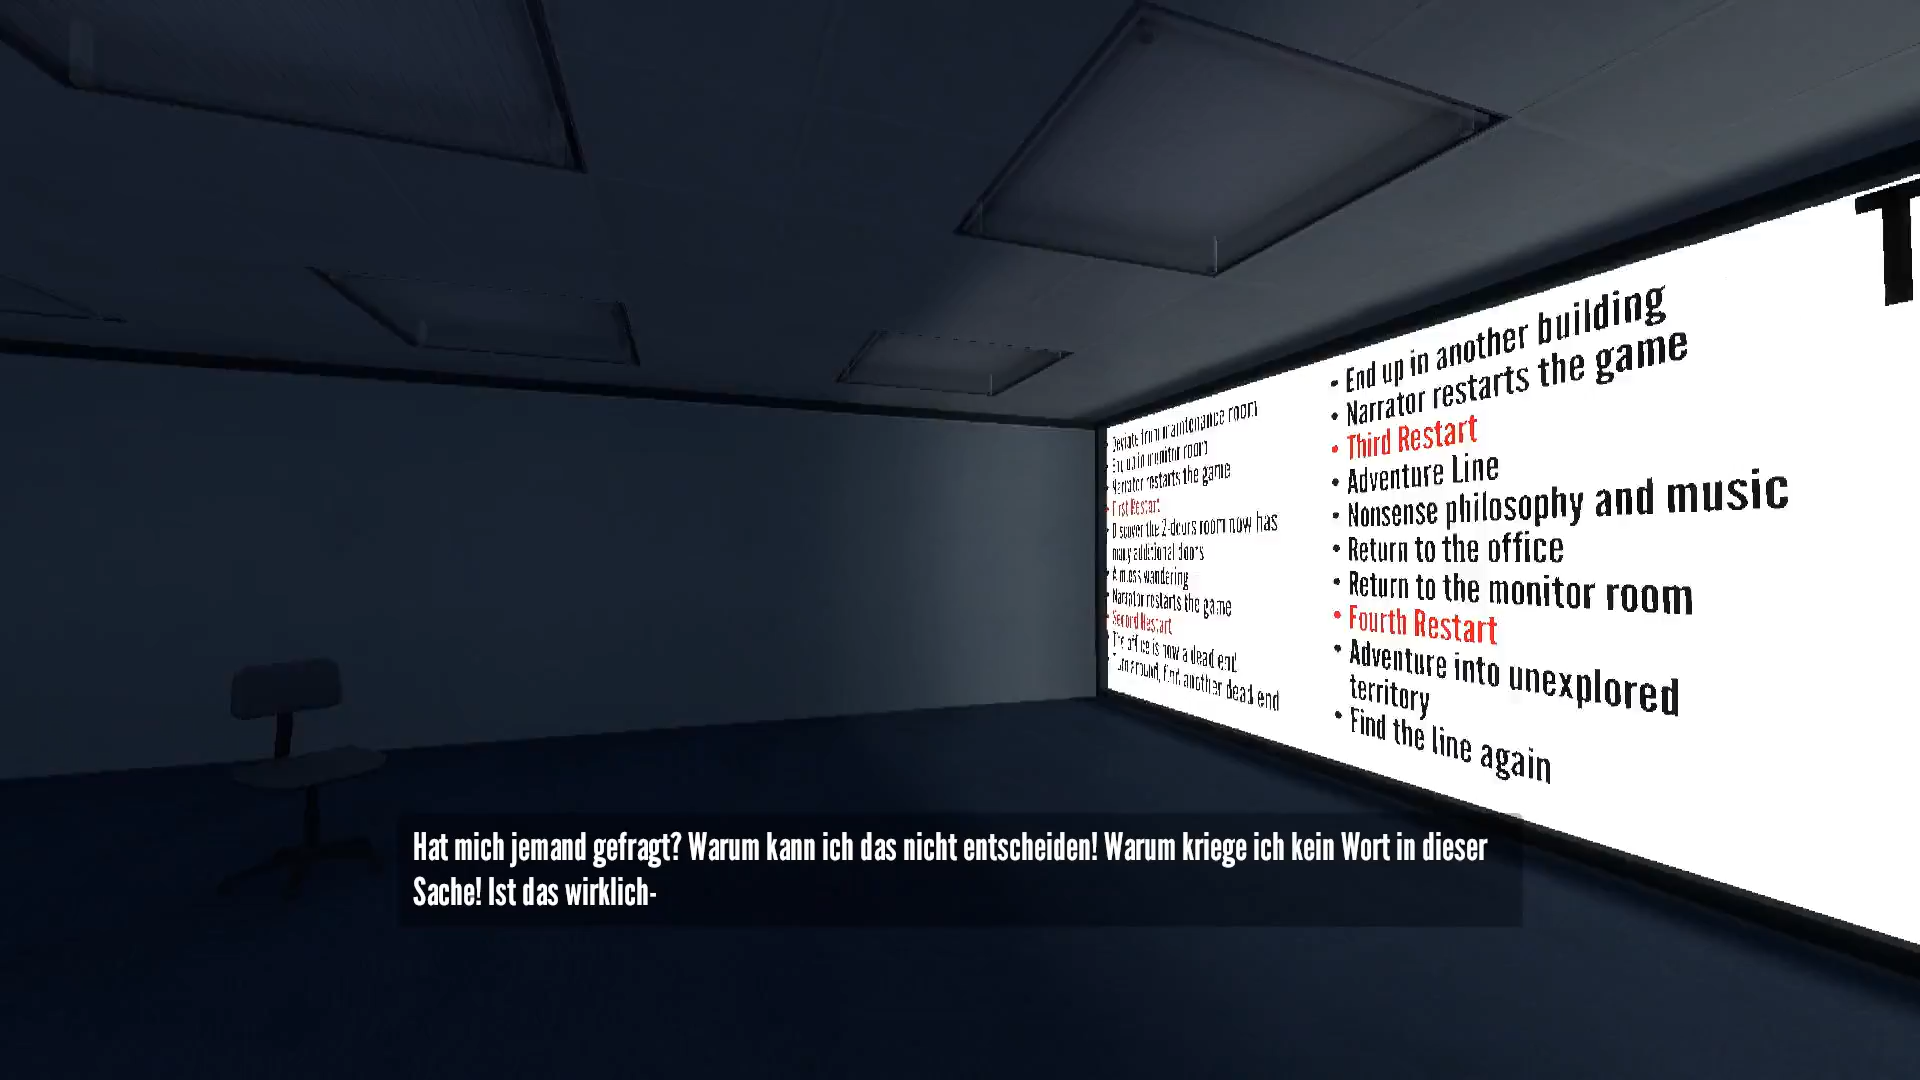 T
Deviate from maintenance room
End up in monitor room
Narrator restarts the game
First Restart
Discover the 2-doors room now has
many additional doors
Aimless wandering
Narrator restarts the game
Second Restart
The office is now a dead end
Turn around, find another dead end
• End up in another building
• Narrator restarts the game
• Third Restart
• Adventure Line
• Nonsense philosophy and music
• Return to the office
• Return to the monitor room
• Fourth Restart
• Adventure into unexplored
territory
• Find the line again
Hat mich jemand gefragt? Warum kann ich das nicht entscheiden! Warum kriege ich kein Wort in dieser
Sache! Ist das wirklich-